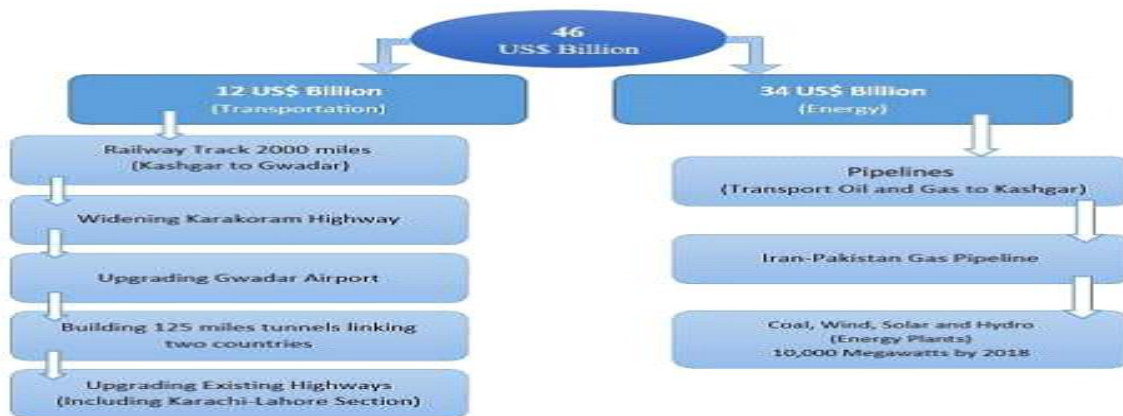 46
US$ Billion
12 US$ Billion
(Transportation)
Railway Track 2000 miles
(Kashgar to Gwadar)
Widening Karakoram Highway
Upgrading Gwadar Airport
Building 125 miles tunnels linking
two countries
Upgrading Existing Highways
(Including Karachi-Lahore Section)
34 US$ Billion
(Energy)
Pipelines
(Transport Oil and Gas to Kashgar)
Iran-Pakistan Gas Pipeline
Coal, Wind, Solar and Hydro
(Energy Plants)
10,000 Megawatts by 2018